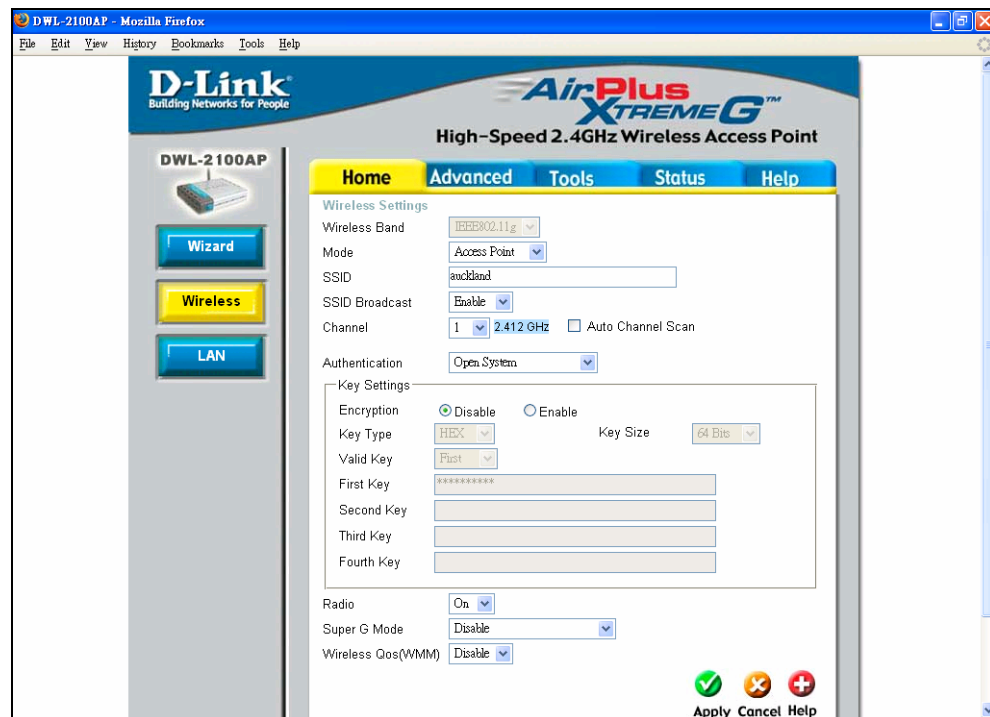 DWL-2100AP - Mozilla Firefox
File Edit View History Bookmarks Tools Help
D-Link
Building Networks for People
AirPlus
XTREME G™
High-Speed 2.4GHz Wireless Access Point
DWL-2100AP
Home Advanced Tools Status Help
Wizard
Wireless
LAN
Wireless Settings
Wireless Band IEEE802.11g
Mode Access Point
SSID auckland
SSID Broadcast Enable
Channel 1 2.412 GHz Auto Channel Scan
Authentication Open System
Key Settings
Encryption Disable Enable
Key Type HEX Key Size 64 Bits
Valid Key First
First Key **********
Second Key
Third Key
Fourth Key
Radio On
Super G Mode Disable
Wireless Qos(WMM) Disable
Apply Cancel Help